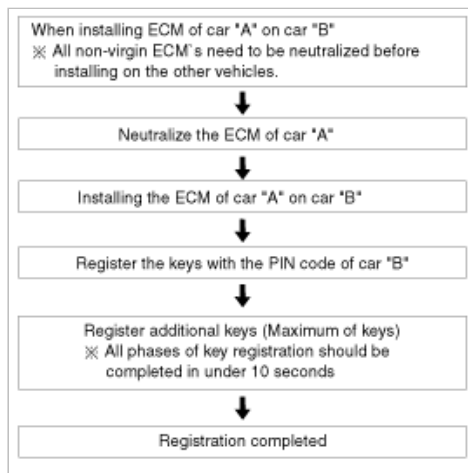 When installing ECM of car "A" on car "B"
※ All non-virgin ECM`s need to be neutralized before
installing on the other vehicles.
Neutralize the ECM of car "A"
Installing the ECM of car "A" on car "B"
Register the keys with the PIN code of car "B"
Register additional keys (Maximum of keys)
※ All phases of key registration should be
completed in under 10 seconds
Registration completed